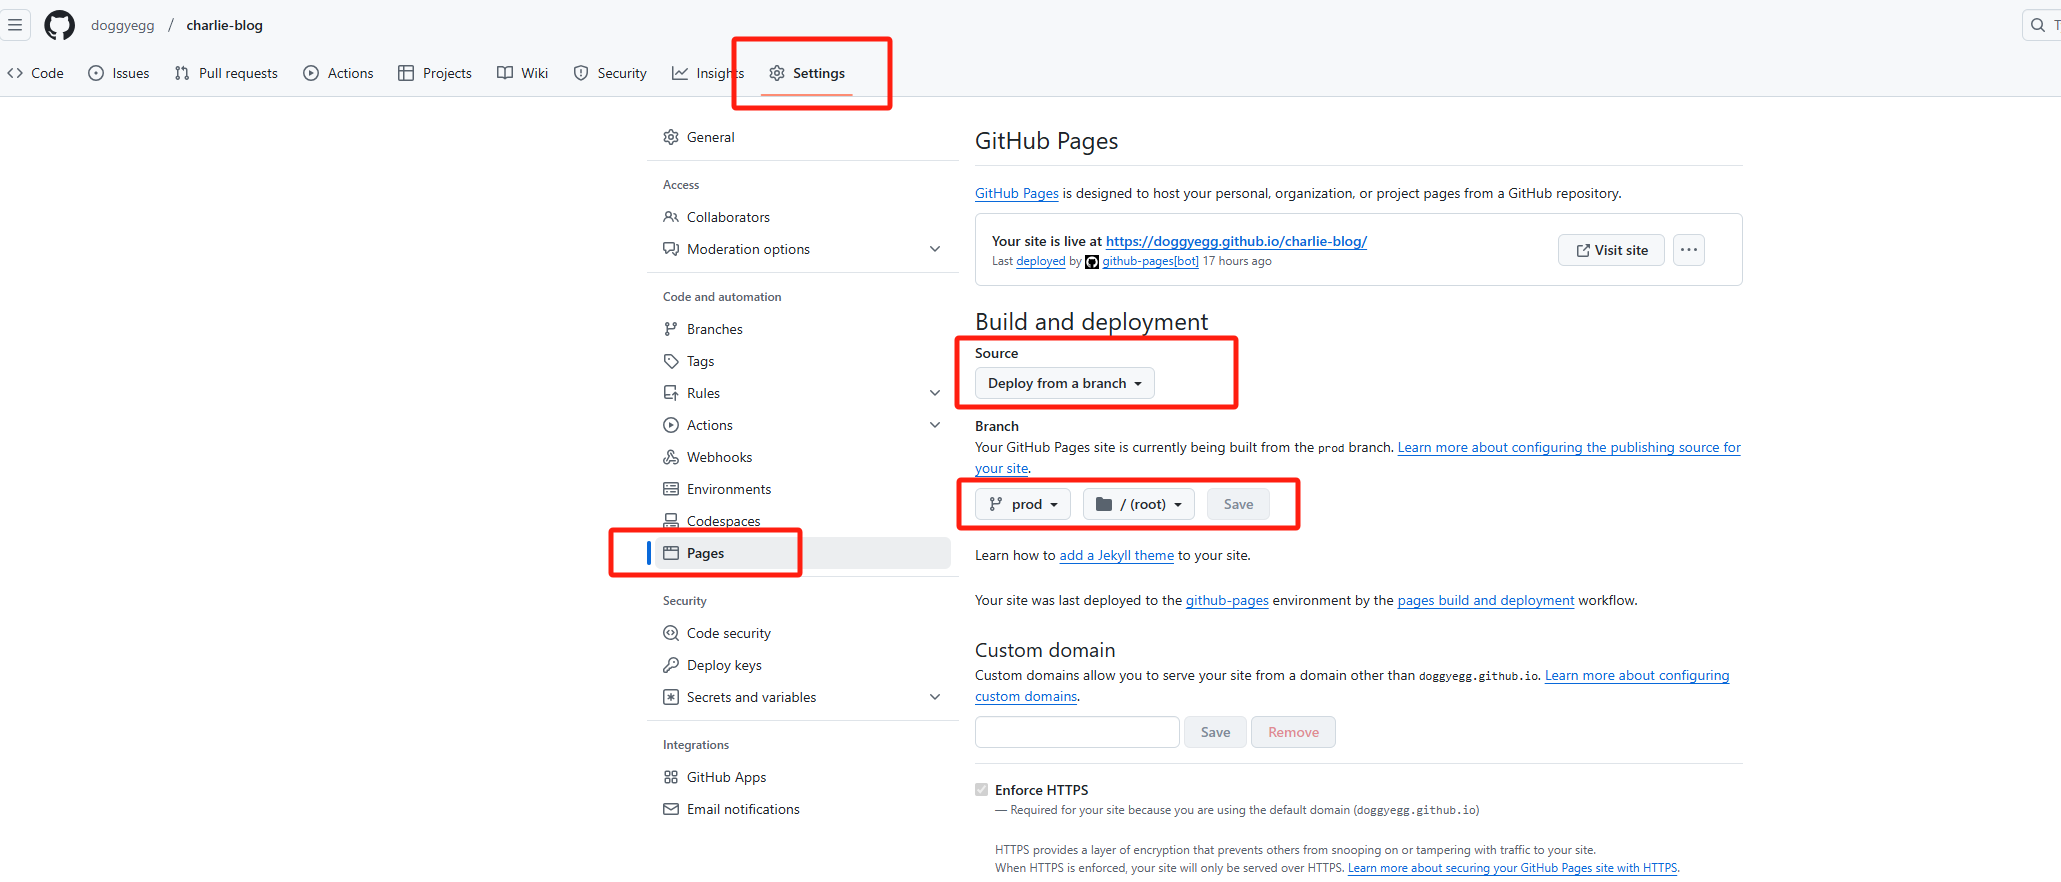 doggyegg / charlie-blog
T
Code Issues Pull requests Actions Projects Wiki Security Insights Settings
General
Access
Collaborators
Moderation options
Code and automation
Branches
Tags
Rules
Actions
Webhooks
Environments
Codespaces
Pages
Security
Code security
Deploy keys
Secrets and variables
Integrations
GitHub Apps
Email notifications
GitHub Pages
GitHub Pages is designed to host your personal, organization, or project pages from a GitHub repository.
Your site is live at https://doggyegg.github.io/charlie-blog/
Last deployed by github-pages[bot] 17 hours ago
Visit site
Build and deployment
Source
Deploy from a branch
Branch
Your GitHub Pages site is currently being built from the prod branch. Learn more about configuring the publishing source for
your site.
prod / (root) Save
Learn how to add a Jekyll theme to your site.
Your site was last deployed to the github-pages environment by the pages build and deployment workflow.
Custom domain
Custom domains allow you to serve your site from a domain other than doggyegg.github.io. Learn more about configuring
custom domains.
Save Remove
Enforce HTTPS
— Required for your site because you are using the default domain (doggyegg.github.io)
HTTPS provides a layer of encryption that prevents others from snooping on or tampering with traffic to your site.
When HTTPS is enforced, your site will only be served over HTTPS. Learn more about securing your GitHub Pages site with HTTPS.